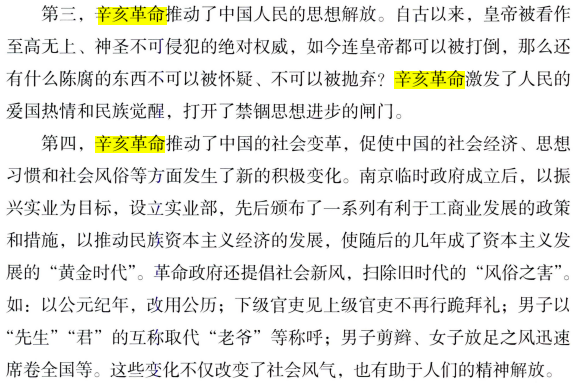 第三，辛亥革命推动了中国人民的思想解放。自古以来，皇帝被看作
至高无上、神圣不可侵犯的绝对权威，如今连皇帝都可以被打倒，那么还
有什么陈腐的东西不可以被怀疑、不可以被抛弃？辛亥革命激发了人民的
爱国热情和民族觉醒，打开了禁锢思想进步的闸门。
第四，辛亥革命推动了中国的社会变革，促使中国的社会经济、思想
习惯和社会风俗等方面发生了新的积极变化。南京临时政府成立后，以振
兴实业为目标，设立实业部，先后颁布了一系列有利于工商业发展的政策
和措施，以推动民族资本主义经济的发展，使随后的几年成了资本主义发
展的“黄金时代”。革命政府还提倡社会新风，扫除旧时代的“风俗之害”。
如：以公元纪年，改用公历；下级官吏见上级官吏不再行跪拜礼；男子以
“先生”“君”的互称取代“老爷”等称呼；男子剪辫、女子放足之风迅速
席卷全国等。这些变化不仅改变了社会风气，也有助于人们的精神解放。